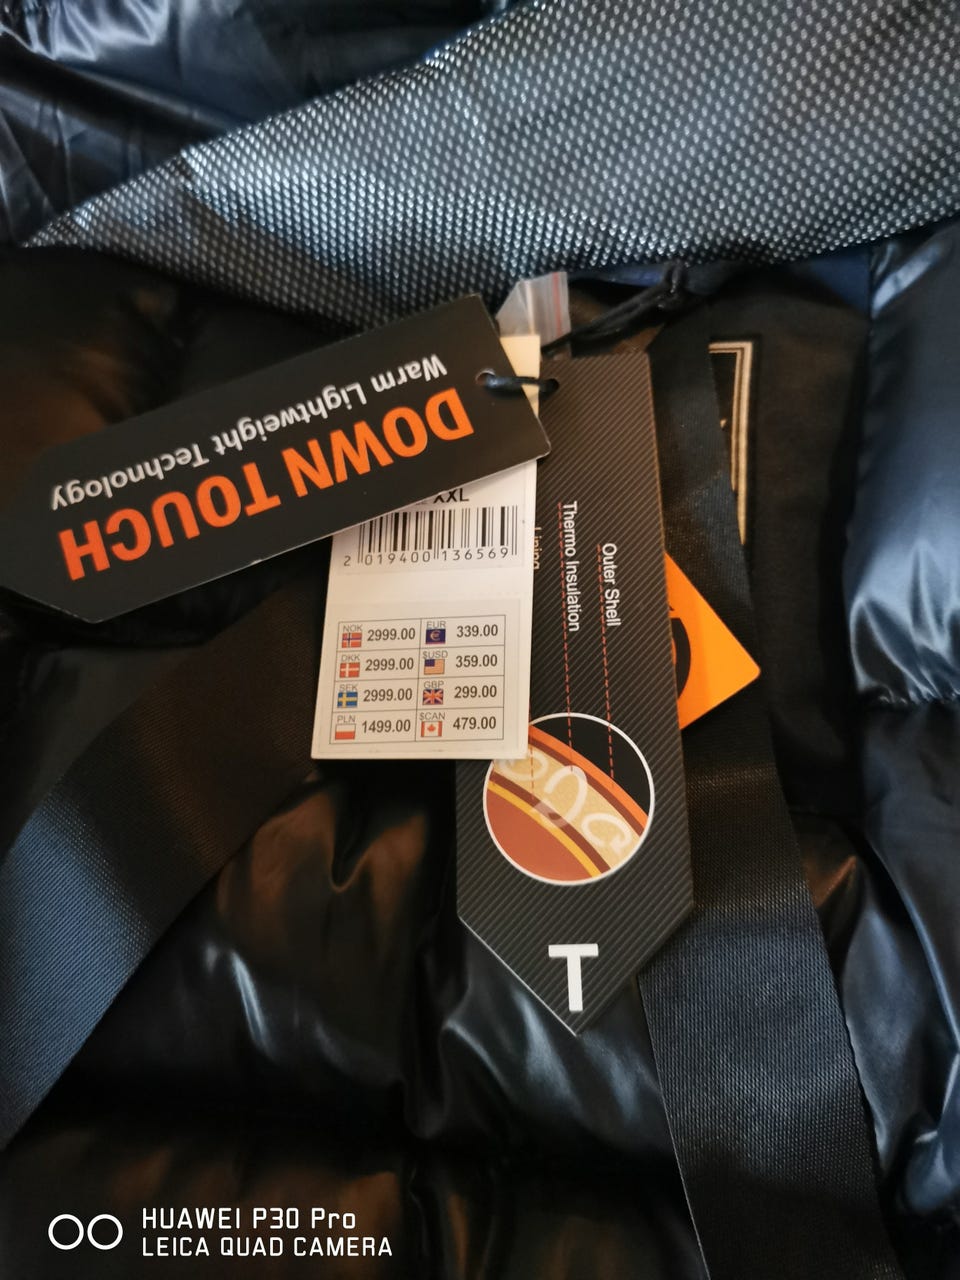 DOWN TOUCH
Warm Lightweight Technology
XXL
2 019400 136569
NOK 2999.00 EUR 339.00
DKK 2999.00 $USD 359.00
SEK 2999.00 GBP 299.00
PLN 1499.00 $CAN 479.00
Lining
Thermo Insulation
Outer Shell
T
HUAWEI P30 Pro
LEICA QUAD CAMERA